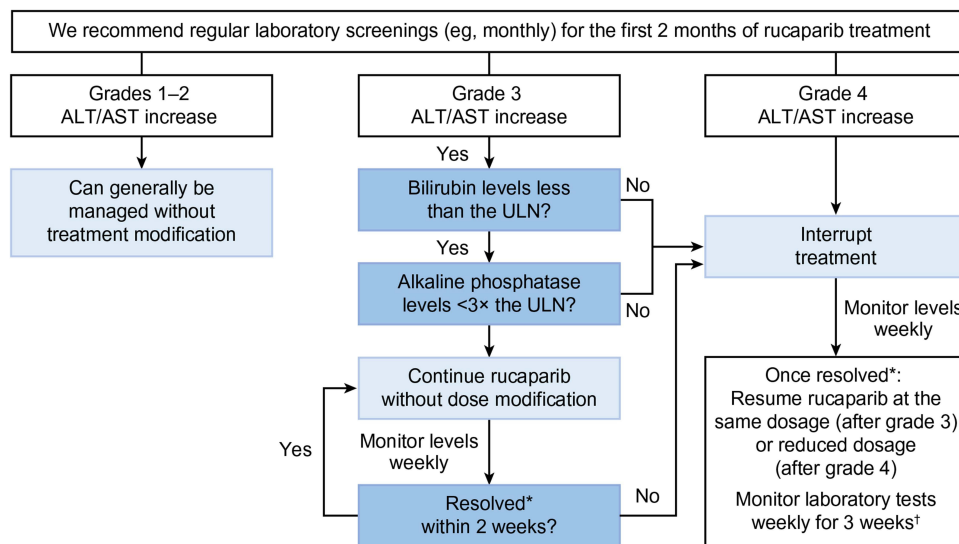 We recommend regular laboratory screenings (eg, monthly) for the first 2 months of rucaparib treatment
Grades 1–2
ALT/AST increase
Can generally be
managed without
treatment modification
Grade 3
ALT/AST increase
Yes
Bilirubin levels less
than the ULN?
No
Yes
Alkaline phosphatase
levels <3× the ULN?
No
Continue rucaparib
without dose modification
Monitor levels
weekly
Yes
Resolved*
within 2 weeks?
No
Grade 4
ALT/AST increase
Interrupt
treatment
Monitor levels
weekly
Once resolved*:
Resume rucaparib at the
same dosage (after grade 3)
or reduced dosage
(after grade 4)
Monitor laboratory tests
weekly for 3 weeks†